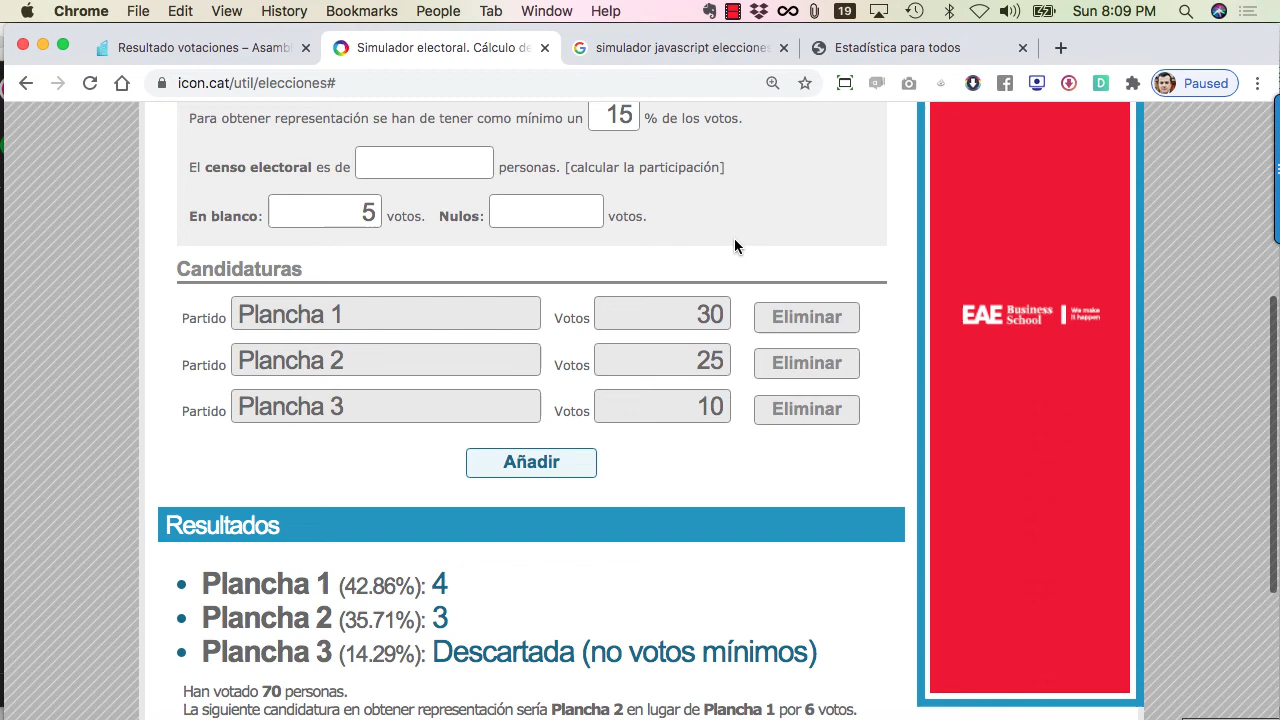 Chrome File Edit View History Bookmarks People Tab Window Help 19 Sun 8:09 PM
Resultado votaciones – Asamb
Simulador electoral. Cálculo de
simulador javascript elecciones
Estadística para todos
icon.cat/util/elecciones#
Paused
Para obtener representación se han de tener como mínimo un 15 % de los votos.
El censo electoral es de personas. [calcular la participación]
En blanco: 5 votos. Nulos: votos.
Candidaturas
Partido Plancha 1 Votos 30 Eliminar
Partido Plancha 2 Votos 25 Eliminar
Partido Plancha 3 Votos 10 Eliminar
Añadir
Resultados
Plancha 1 (42.86%): 4
Plancha 2 (35.71%): 3
Plancha 3 (14.29%): Descartada (no votos mínimos)
Han votado 70 personas.
La siguiente candidatura en obtener representación sería Plancha 2 en lugar de Plancha 1 por 6 votos.
EAE Business School We make it happen